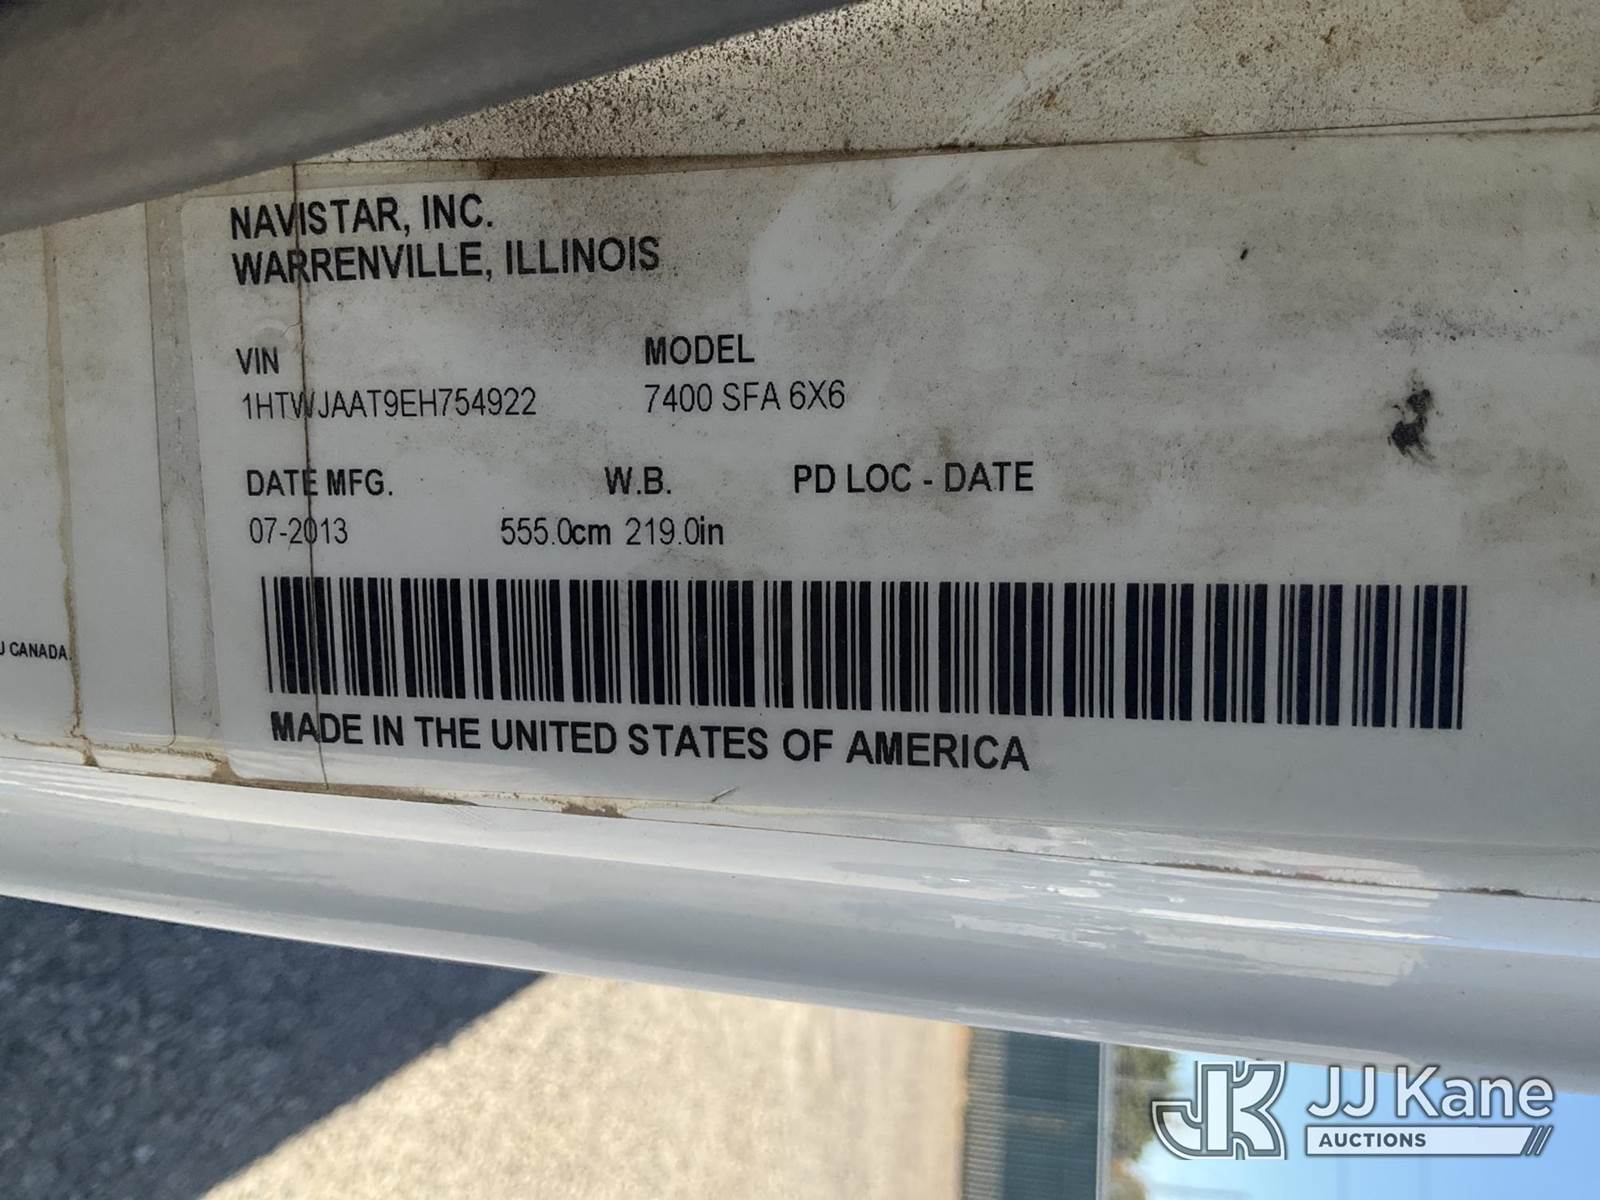 NAVISTAR, INC.
WARRENVILLE, ILLINOIS
VIN MODEL
1HTWJAAT9EH754922 7400 SFA 6X6
DATE MFG. W.B. PD LOC - DATE
07-2013 555.0cm 219.0in
CANADA.
MADE IN THE UNITED STATES OF AMERICA
JK JJ Kane
AUCTIONS